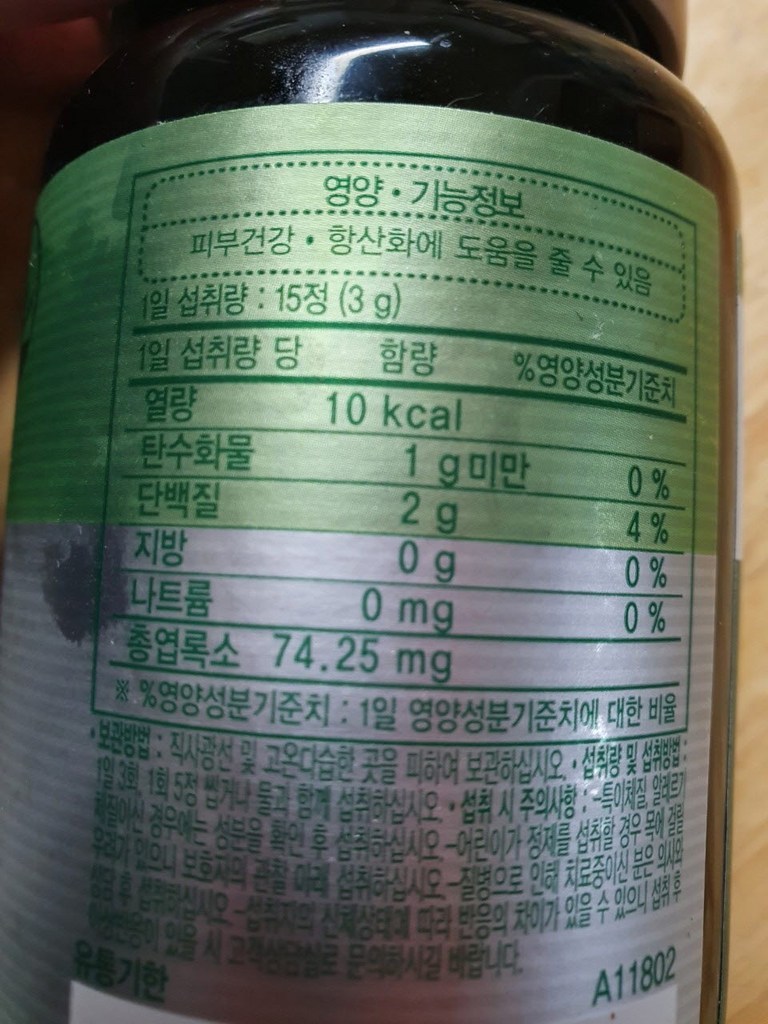 영양·기능정보
피부건강·항산화에 도움을 줄 수 있음
1일 섭취량 : 15정 (3 g)
1일 섭취량 당 함량 %영양성분기준치
열량 10 kcal
탄수화물 1 g미만 0 %
단백질 2 g 4 %
지방 0 g 0 %
나트륨 0 mg 0 %
총엽록소 74.25 mg
※ %영양성분기준치 : 1일 영양성분기준치에 대한 비율
•보관방법 : 직사광선 및 고온다습한 곳을 피하여 보관하십시오. •섭취량 및 섭취방법 :
1일 3회, 1회 5정 씹거나 물과 함께 섭취하십시오. •섭취 시 주의사항 : -특이체질, 알레르기
체질이신 경우에는 성분을 확인 후 섭취하십시오. -어린이가 정제를 섭취할 경우 목에 걸릴
우려가 있으니 보호자의 관찰 아래 섭취하십시오. -질병으로 인해 치료중이신 분은 의사와
상담 후 섭취하십시오. -섭취자의 신체상태에 따라 반응의 차이가 있을 수 있으니 섭취 후
이상반응이 있을 시 고객상담실로 문의하시길 바랍니다.
유통기한 A11802